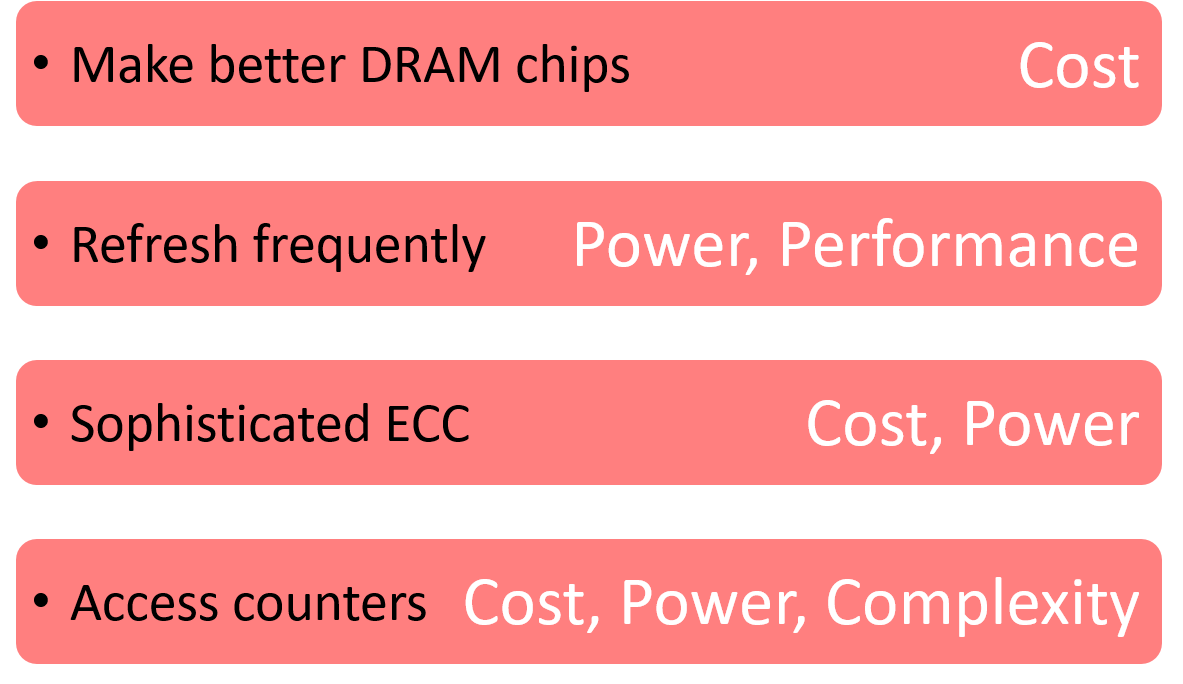 • Make better DRAM chips Cost
• Refresh frequently Power, Performance
• Sophisticated ECC Cost, Power
• Access counters Cost, Power, Complexity